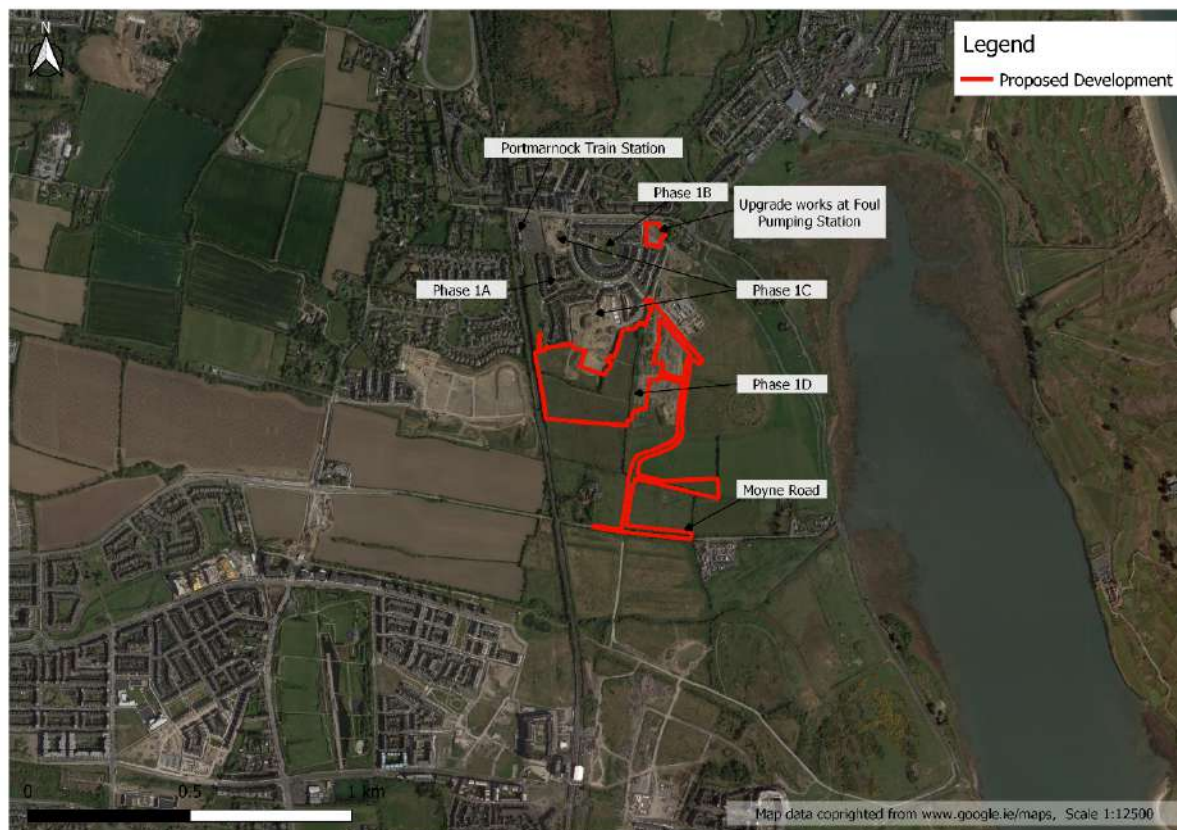 N
Legend
Proposed Development
Portmarnock Train Station
Phase 1B
Upgrade works at Foul
Pumping Station
Phase 1A
Phase 1C
Phase 1D
Moyne Road
0
0.5
1 km
Map data coprighted from www.google.ie/maps, Scale 1:12500